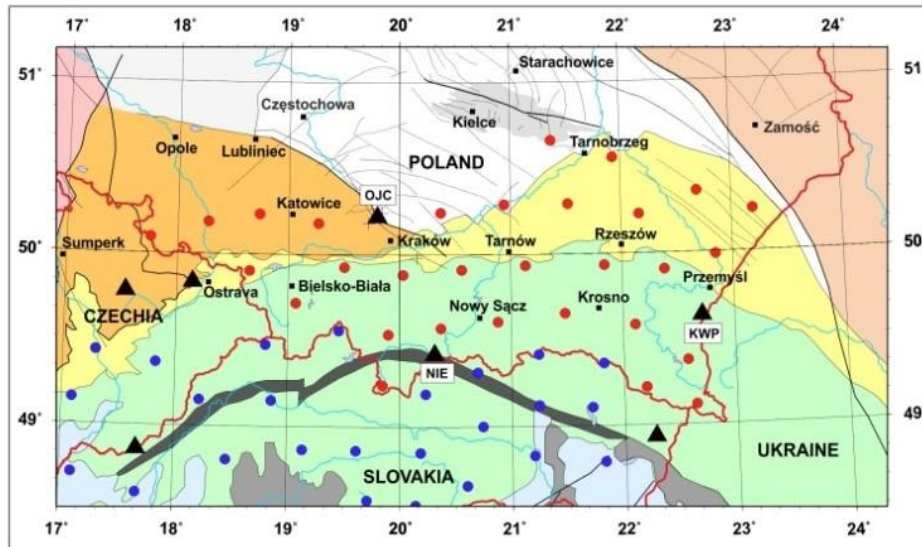 17˚ 18˚ 19˚ 20˚ 21˚ 22˚ 23˚ 24˚
51˚ 51˚
Starachowice
Częstochowa
Kielce
Zamość
Opole
Lubliniec
Tarnobrzeg
POLAND
OJC
Katowice
50˚ 50˚
Sumperk
Kraków
Tarnów
Rzeszów
Przemyśl
Ostrava
Bielsko-Biała
Nowy Sącz
Krosno
CZECHIA
KWP
NIE
49˚ 49˚
UKRAINE
SLOVAKIA
17˚ 18˚ 19˚ 20˚ 21˚ 22˚ 23˚ 24˚